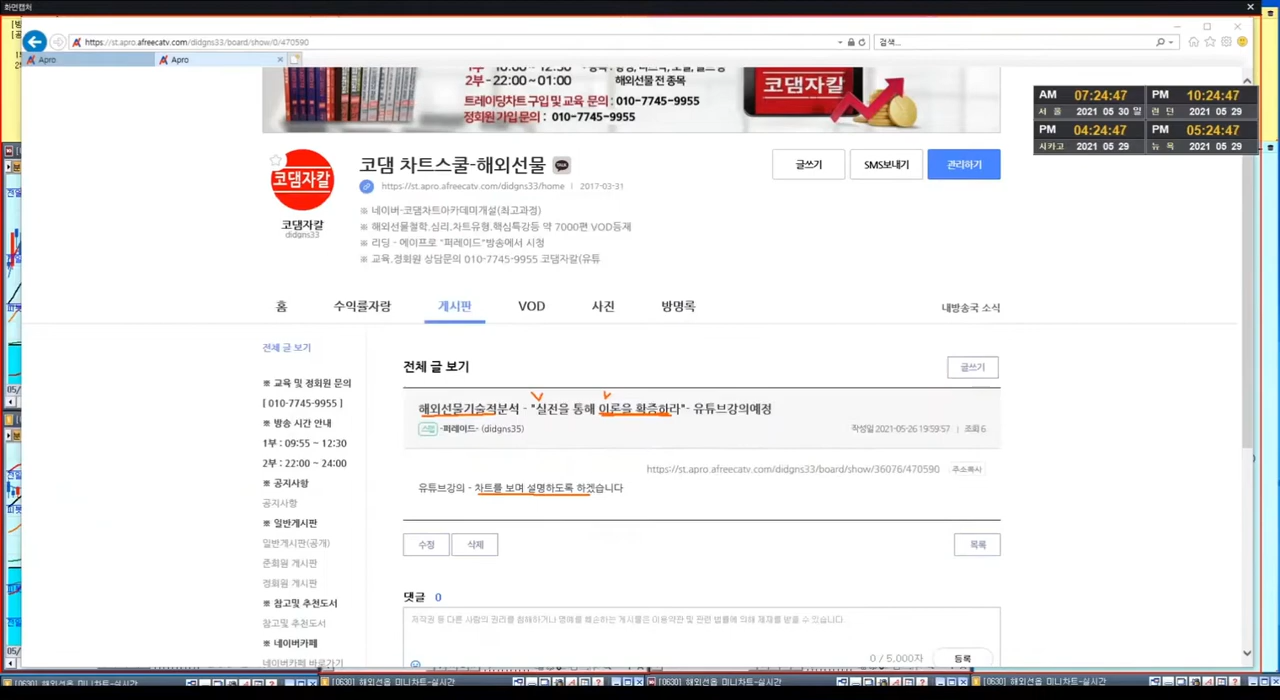 화면캡처
https://st.apro.afreecatv.com/didgns33/board/show/0/470590
검색...
Apro
Apro
2부 - 22:00 ~ 01:00 해외선물 전 종목
트레이딩차트 구입 및 교육 문의 : 010-7745-9955
정회원 가입 문의 : 010-7745-9955
코댐자칼
AM 07:24:47 PM 10:24:47
서 울 2021 05 30 일 런 던 2021 05 29
PM 04:24:47 PM 05:24:47
시카고 2021 05 29 뉴 욕 2021 05 29
코댐자칼
코댐자칼
didgns33
코댐 차트스쿨-해외선물
https://st.apro.afreecatv.com/didgns33/home | 2017-03-31
※ 네이버-코댐차트아카데미개설(최고과정)
※ 해외선물철학.심리.차트유형.핵심특강등 약 7000편 VOD등재
※ 리딩 - 에이프로 "퍼레이드"방송에서 시청
※ 교육.정회원 상담문의 010-7745-9955 코댐자칼(유튜
글쓰기 SMS보내기 관리하기
홈 수익률자랑 게시판 VOD 사진 방명록 내방송국 소식
전체 글 보기
※ 교육 및 정회원 문의
[ 010-7745-9955 ]
※ 방송 시간 안내
1부 : 09:55 ~ 12:30
2부 : 22:00 ~ 24:00
※ 공지사항
공지사항
※ 일반게시판
일반게시판(공개)
준회원 게시판
정회원 게시판
※ 참고및 추천도서
참고및 추천도서
※ 네이버카페
네이버카페 바로가기
전체 글 보기 글쓰기
해외선물기술적분석 - "실전을 통해 이론을 확증하라"- 유튜브강의예정
스탭 -퍼레이드- (didgns35) 작성일 2021-05-26 19:59:57 | 조회 6
https://st.apro.afreecatv.com/didgns33/board/show/36076/470590 주소복사
유튜브강의 - 차트를 보며 설명하도록 하겠습니다
수정 삭제 목록
댓글 0
저작권 등 다른 사람의 권리를 침해하거나 명예를 훼손하는 게시물은 이용약관 및 관련 법률에 의해 제재를 받을 수 있습니다.
0 / 5,000자 등록
[0630] 해외선옵 미니차트-실시간 [0630] 해외선옵 미니차트-실시간 [0630] 해외선옵 미니차트-실시간 [0630] 해외선옵 미니차트-실시간